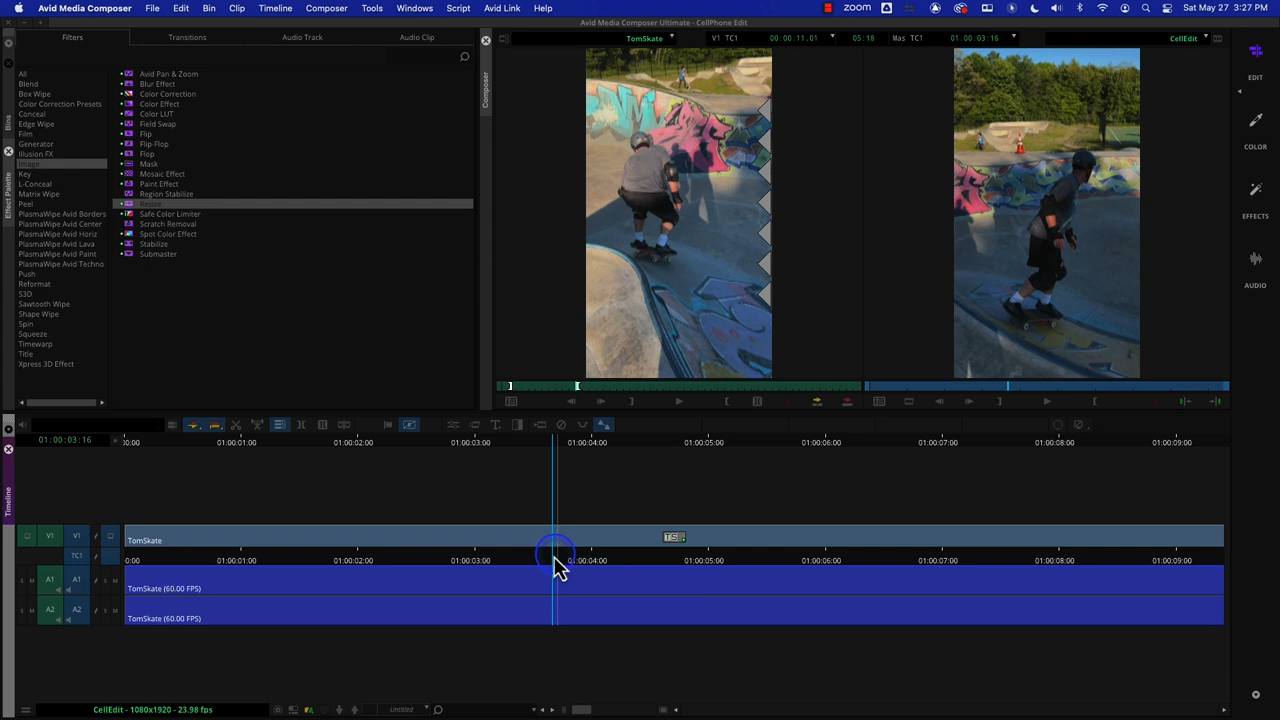 Avid Media Composer File Edit Bin Clip Timeline Composer Tools Windows Script Avid Link Help zoom Sat May 27 3:27 PM
Avid Media Composer Ultimate - CellPhone Edit
Filters Transitions Audio Track Audio Clip
TomSkate V1 TC1 00:00:11,01 05:18 Mas TC1 01:00:03:16 CellEdit
All
Blend
Box Wipe
Color Correction Presets
Conceal
Edge Wipe
Film
Generator
Illusion FX
Image
Key
L-Conceal
Matrix Wipe
Peel
PlasmaWipe Avid Borders
PlasmaWipe Avid Center
PlasmaWipe Avid Horiz
PlasmaWipe Avid Lava
PlasmaWipe Avid Paint
PlasmaWipe Avid Techno
Push
Reformat
S3D
Sawtooth Wipe
Shape Wipe
Spin
Squeeze
Timewarp
Title
Xpress 3D Effect
Avid Pan & Zoom
Blur Effect
Color Correction
Color Effect
Color LUT
Field Swap
Flip
Flip-Flop
Flop
Mask
Mosaic Effect
Paint Effect
Region Stabilize
Resize
Safe Color Limiter
Scratch Removal
Spot Color Effect
Stabilize
Submaster
Bins
Effect Palette
Composer
EDIT
COLOR
EFFECTS
AUDIO
01:00:03:16 0:00 01:00:01:00 01:00:02:00 01:00:03:00 01:00:04:00 01:00:05:00 01:00:06:00 01:00:07:00 01:00:08:00 01:00:09:00
Timeline
V1 V1 TomSkate TS
TC1 0:00 01:00:01:00 01:00:02:00 01:00:03:00 01:00:04:00 01:00:05:00 01:00:06:00 01:00:07:00 01:00:08:00 01:00:09:00
S M A1 A1 TomSkate (60.00 FPS)
S M A2 A2 TomSkate (60.00 FPS)
CellEdit - 1080x1920 - 23.98 fps Untitled